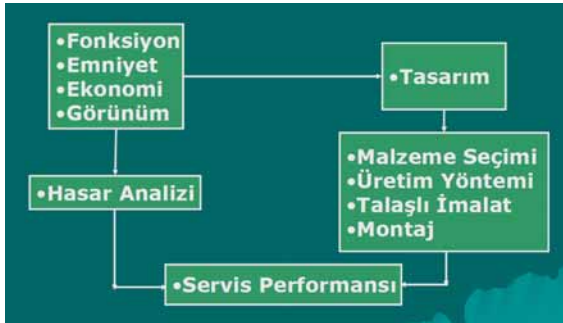 •Fonksiyon
•Emniyet
•Ekonomi
•Görünüm
•Tasarım
•Hasar Analizi
•Malzeme Seçimi
•Üretim Yöntemi
•Talaşlı İmalat
•Montaj
•Servis Performansı